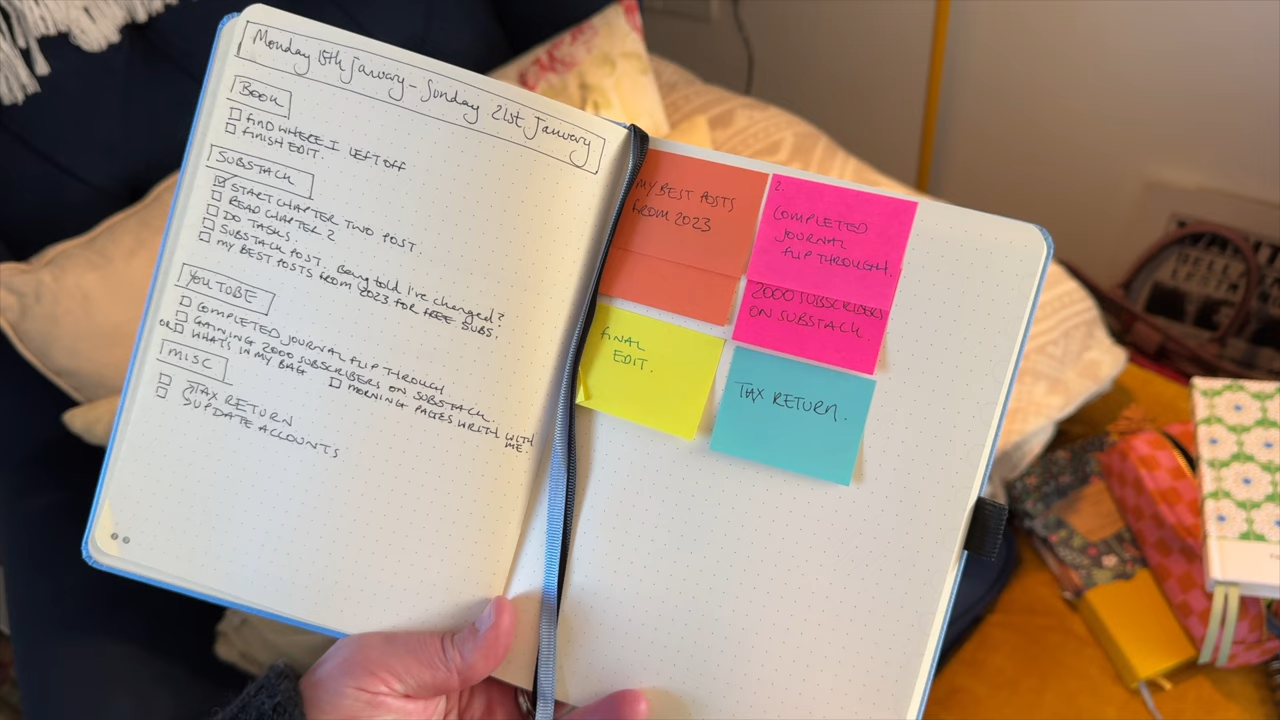 Monday 15th January - Sunday 21st January
BOOK
FIND WHERE I LEFT OFF
FINISH EDIT.
SUBSTACK
START CHAPTER TWO POST.
READ CHAPTER 2
DO TASKS.
SUBSTACK POST. Being told I've changed?
MY BEST POSTS FROM 2023 FOR FREE SUBS.
YOUTUBE
COMPLETED JOURNAL FLIP THROUGH
GAINING 2000 SUBSCRIBERS ON SUBSTACK.
OR WHATS IN MY BAG MORNING PAGES WRITE WITH ME.
MISC
TAX RETURN
UPDATE ACCOUNTS
MY BEST POSTS
FROM 2023
2.
COMPLETED
JOURNAL
FLIP THROUGH.
2000 SUBSCRIBERS
ON SUBSTACK.
FINAL
EDIT.
TAX RETURN.